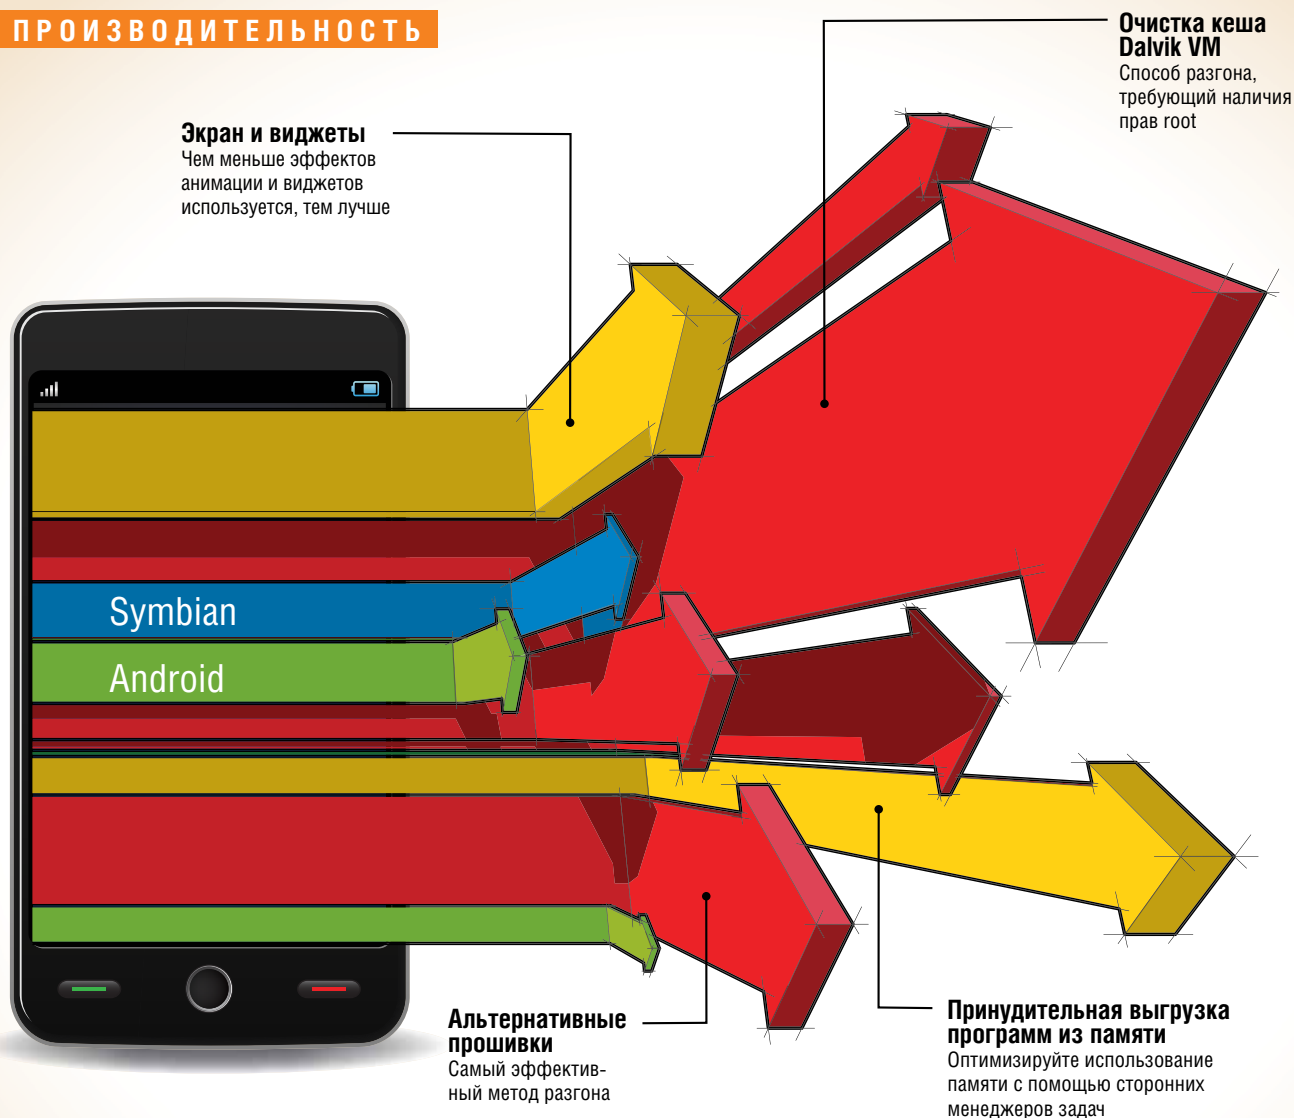 ПРОИЗВОДИТЕЛЬНОСТЬ
Очистка кеша
Dalvik VM
Способ разгона,
требующий наличия
прав root
Экран и виджеты
Чем меньше эффектов
анимации и виджетов
используется, тем лучше
Symbian
Android
Альтернативные
прошивки
Самый эффектив-
ный метод разгона
Принудительная выгрузка
программ из памяти
Оптимизируйте использование
памяти с помощью сторонних
менеджеров задач